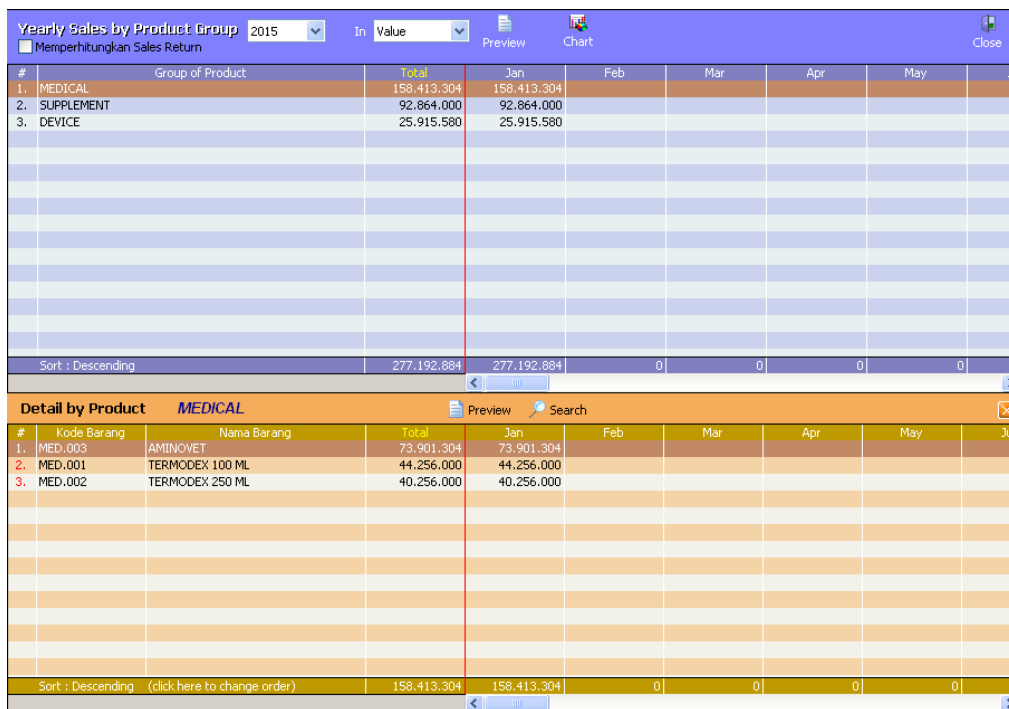 Yearly Sales by Product Group 2015 In Value Preview Chart Close
Memperhitungkan Sales Return
# Group of Product Total Jan Feb Mar Apr May
1. MEDICAL 158.413.304 158.413.304
2. SUPPLEMENT 92.864.000 92.864.000
3. DEVICE 25.915.580 25.915.580
Sort : Descending 277.192.884 277.192.884 0 0 0 0
Detail by Product MEDICAL Preview Search
# Kode Barang Nama Barang Total Jan Feb Mar Apr May
1. MED.003 AMINOVET 73.901.304 73.901.304
2. MED.001 TERMODEX 100 ML 44.256.000 44.256.000
3. MED.002 TERMODEX 250 ML 40.256.000 40.256.000
Sort : Descending (click here to change order) 158.413.304 158.413.304 0 0 0 0